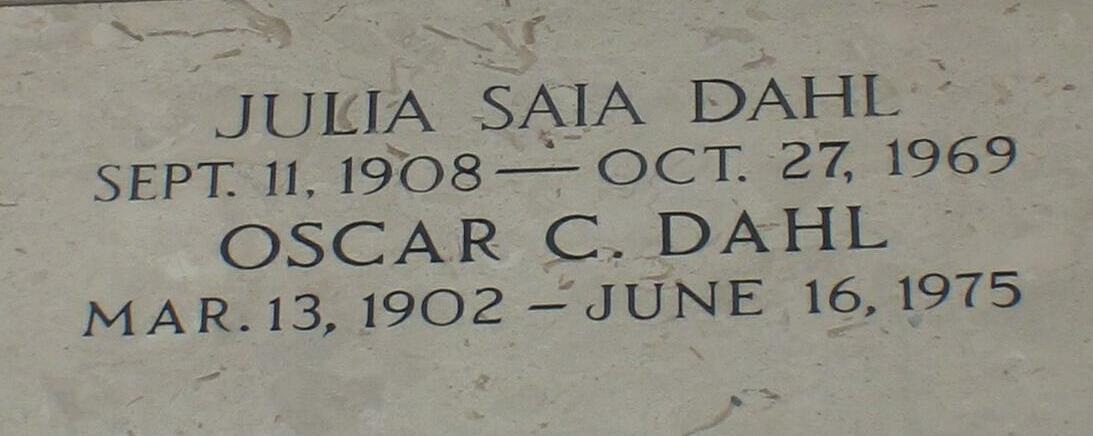 JULIA SAIA DAHL
SEPT. 11, 1908 — OCT. 27, 1969
OSCAR C. DAHL
MAR. 13, 1902 – JUNE 16, 1975